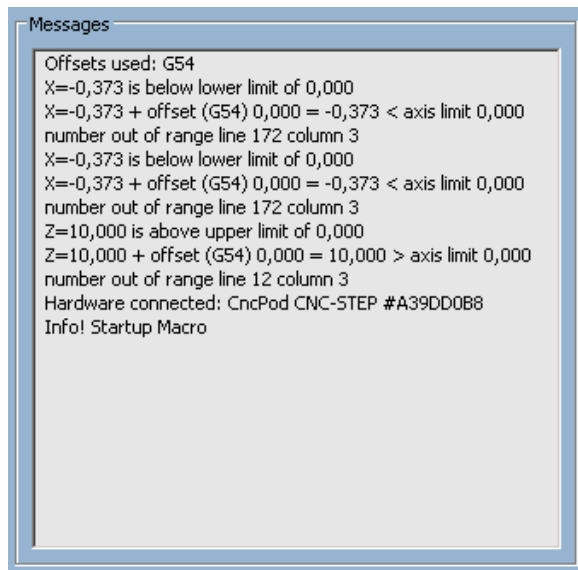 Messages
Offsets used: G54
X=-0,373 is below lower limit of 0,000
X=-0,373 + offset (G54) 0,000 = -0,373 < axis limit 0,000
number out of range line 172 column 3
X=-0,373 is below lower limit of 0,000
X=-0,373 + offset (G54) 0,000 = -0,373 < axis limit 0,000
number out of range line 172 column 3
Z=10,000 is above upper limit of 0,000
Z=10,000 + offset (G54) 0,000 = 10,000 > axis limit 0,000
number out of range line 12 column 3
Hardware connected: CncPod CNC-STEP #A39DD0B8
Info! Startup Macro